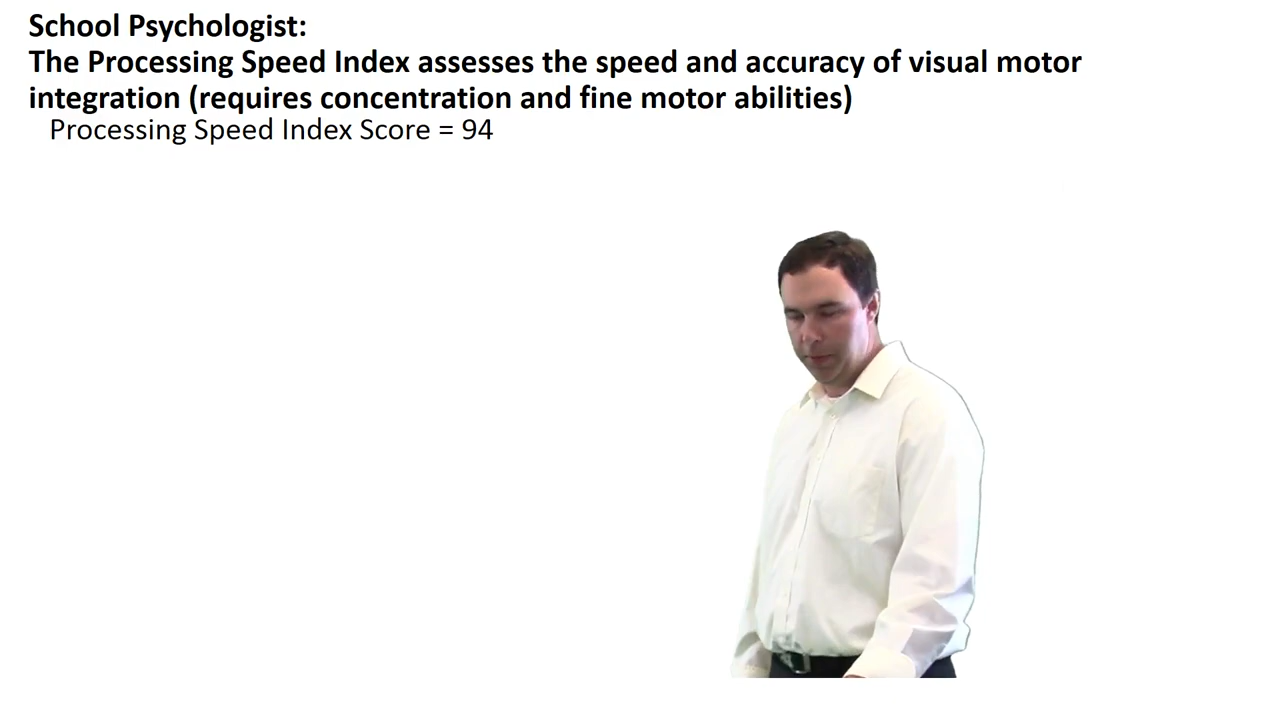 School Psychologist:
The Processing Speed Index assesses the speed and accuracy of visual motor
integration (requires concentration and fine motor abilities)
Processing Speed Index Score = 94